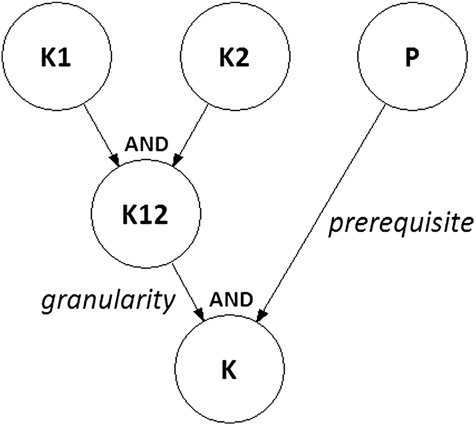 K1
K2
P
AND
K12
prerequisite
granularity
AND
K